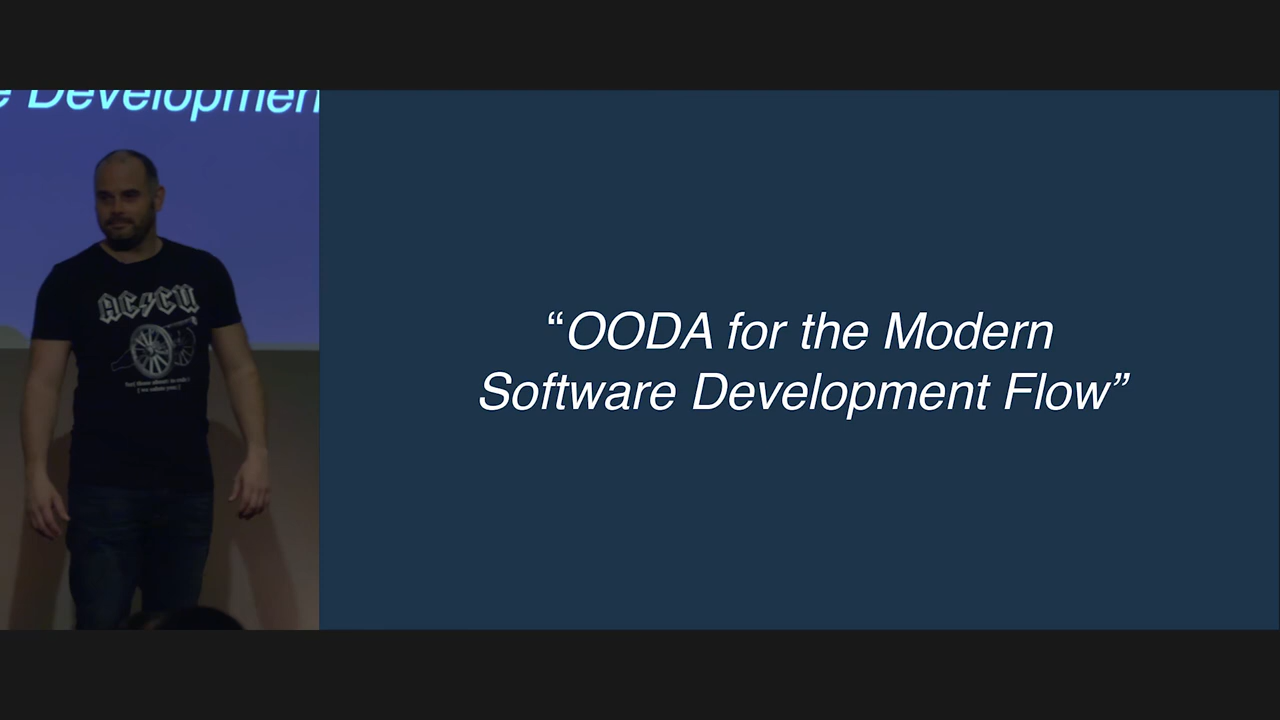 e Developmen
AC⚡CU
“OODA for the Modern
Software Development Flow”